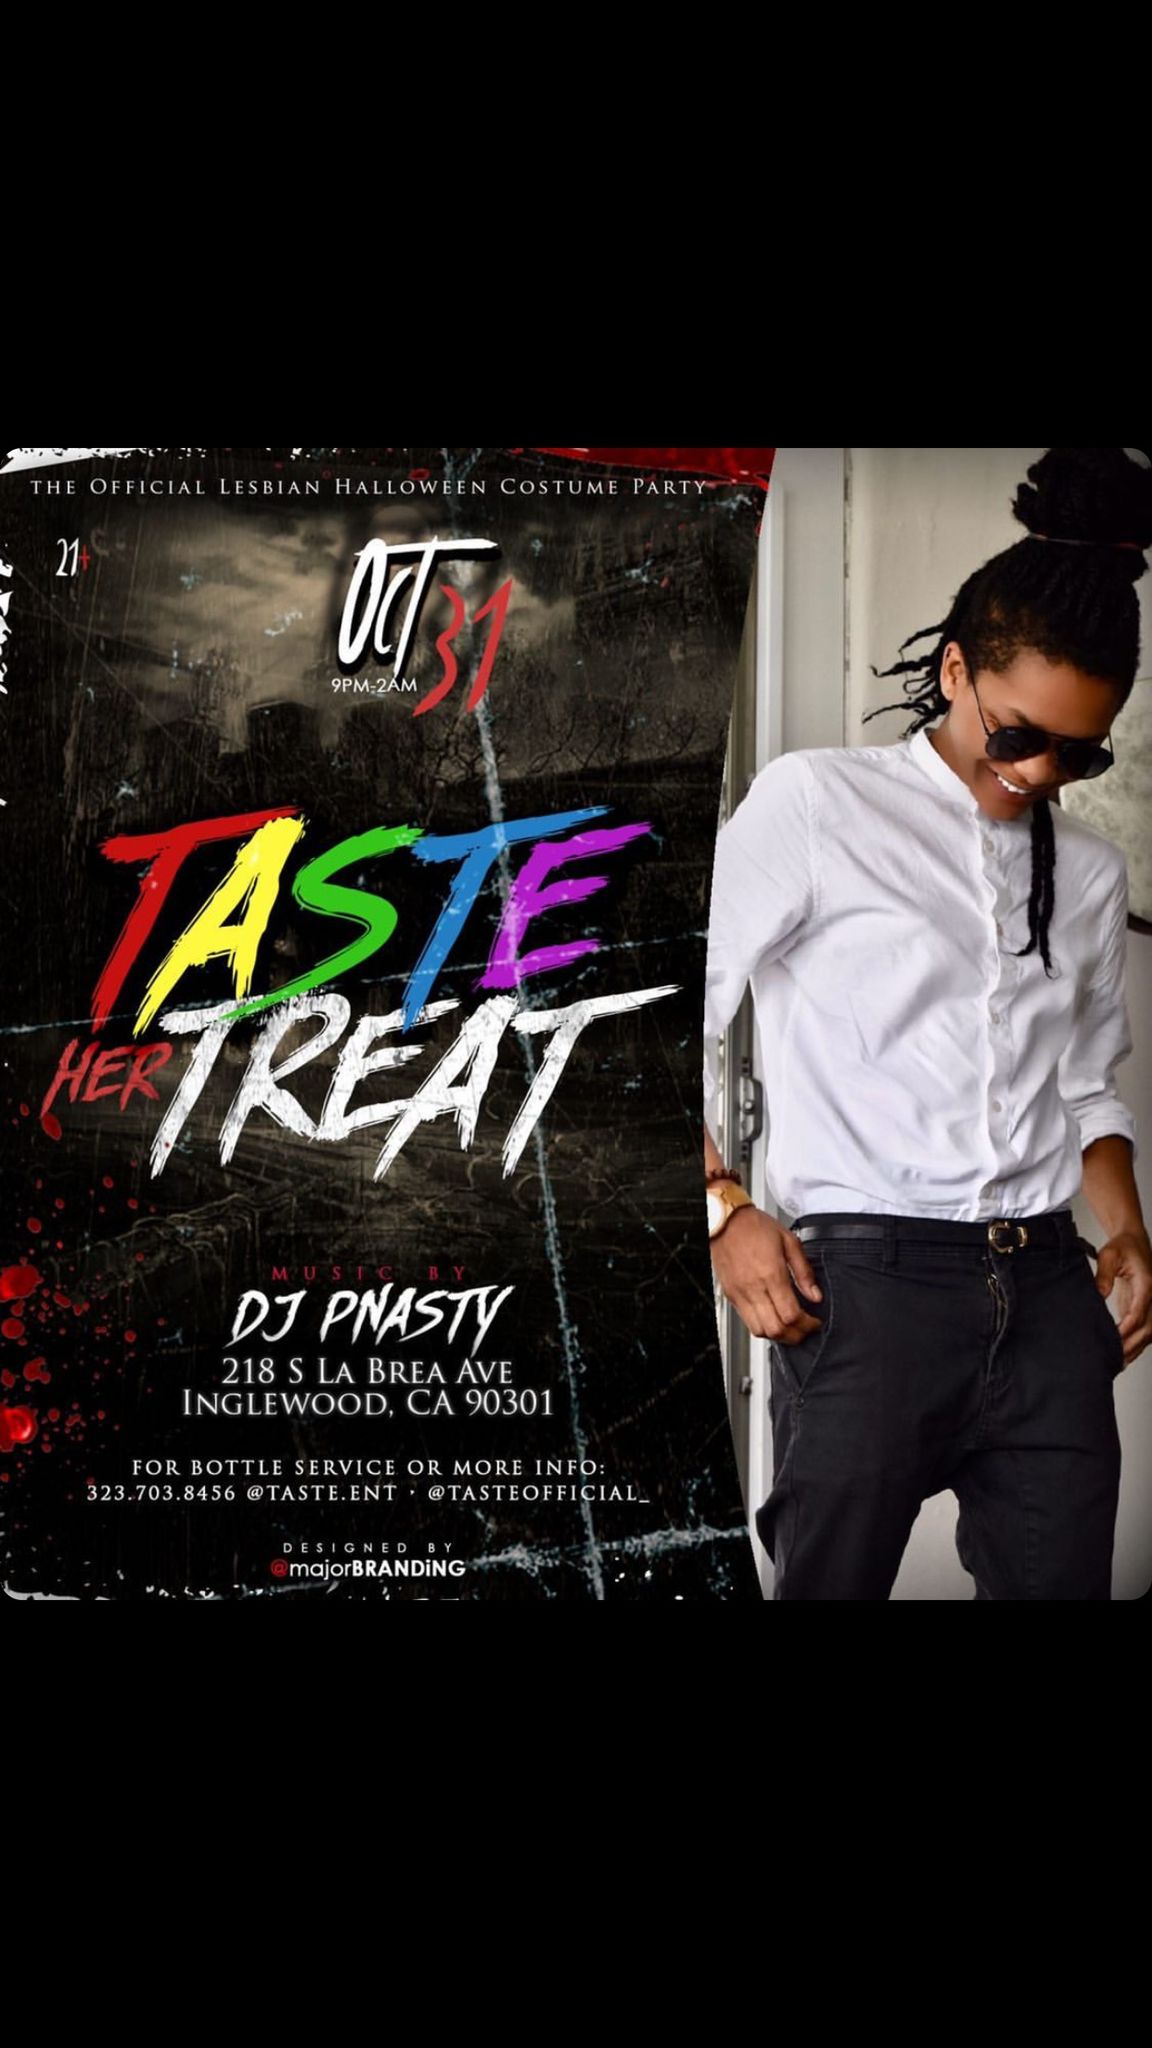 THE OFFICIAL LESBIAN HALLOWEEN COSTUME PARTY
21+
OCT 31
9PM-2AM
TASTE
HER TREAT
MUSIC BY
DJ PNASTY
218 S LA BREA AVE
INGLEWOOD, CA 90301
FOR BOTTLE SERVICE OR MORE INFO:
323.703.8456 @TASTE.ENT · @TASTEOFFICIAL_
DESIGNED BY
@majorBRANDiNG